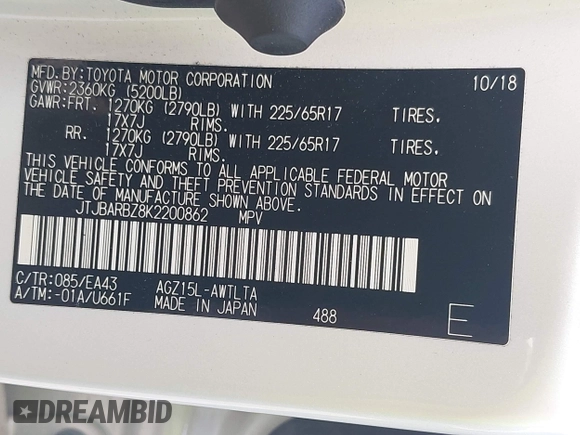 MFD.BY:TOYOTA MOTOR CORPORATION 10/18
GVWR:2360KG (5200LB)
GAWR:FRT. 1270KG (2790LB) WITH 225/65R17 TIRES.
17X7J RIMS.
RR. 1270KG (2790LB) WITH 225/65R17 TIRES.
17X7J RIMS.
THIS VEHICLE CONFORMS TO ALL APPLICABLE FEDERAL MOTOR
VEHICLE SAFETY AND THEFT PREVENTION STANDARDS IN EFFECT ON
THE DATE OF MANUFACTURE SHOWN ABOVE.
JTJBARBZ8K2200862 MPV
C/TR:085/EA43 AGZ15L-AWTLTA
A/TM:-01A/U661F MADE IN JAPAN 488 E
DREAMBID